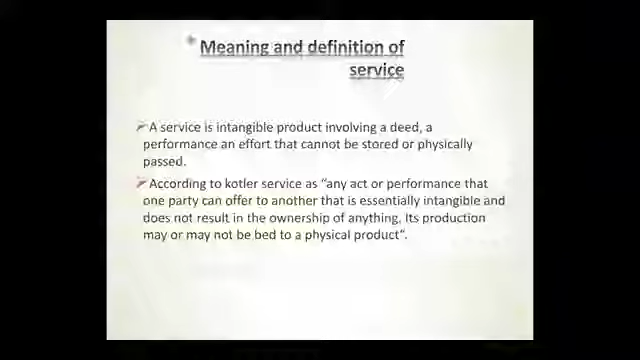 * Meaning and definition of
service
➢A service is intangible product involving a deed, a
performance an effort that cannot be stored or physically
passed.
➢According to kotler service as “any act or performance that
one party can offer to another that is essentially intangible and
does not result in the ownership of anything, Its production
may or may not be bed to a physical product“.